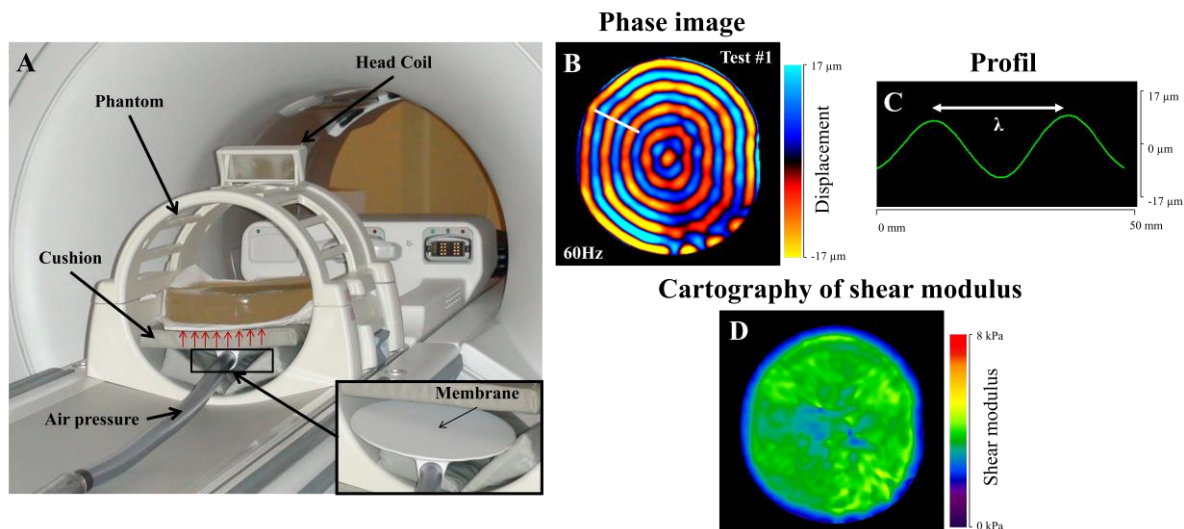 Phase image
A
Head Coil
Phantom
Cushion
Air pressure
Membrane
B
Test #1
60Hz
17 µm
Displacement
-17 µm
Profil
C
λ
17 µm
0 µm
-17 µm
0 mm
50 mm
Cartography of shear modulus
D
8 kPa
Shear modulus
0 kPa